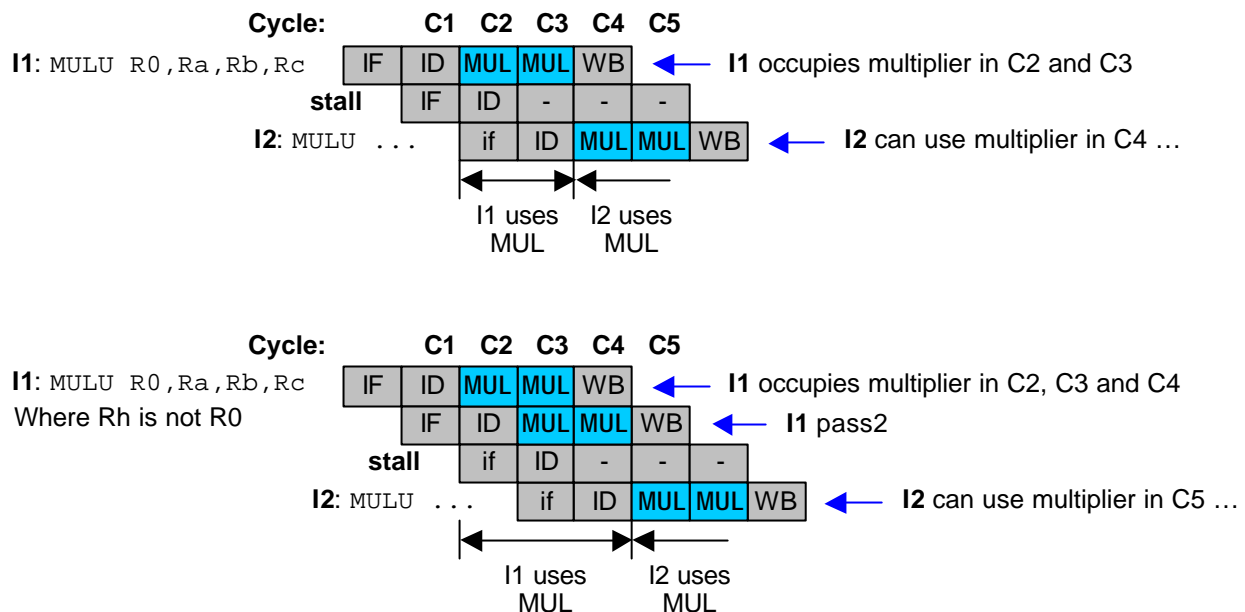 Cycle: C1 C2 C3 C4 C5
I1: MULU R0,Ra,Rb,Rc IF ID MUL MUL WB I1 occupies multiplier in C2 and C3
stall IF ID - - -
I2: MULU ... if ID MUL MUL WB I2 can use multiplier in C4 …
I1 uses I2 uses
MUL MUL
Cycle: C1 C2 C3 C4 C5
I1: MULU R0,Ra,Rb,Rc IF ID MUL MUL WB I1 occupies multiplier in C2, C3 and C4
Where Rh is not R0 IF ID MUL MUL WB I1 pass2
stall if ID - - -
I2: MULU ... if ID MUL MUL WB I2 can use multiplier in C5 …
I1 uses I2 uses
MUL MUL